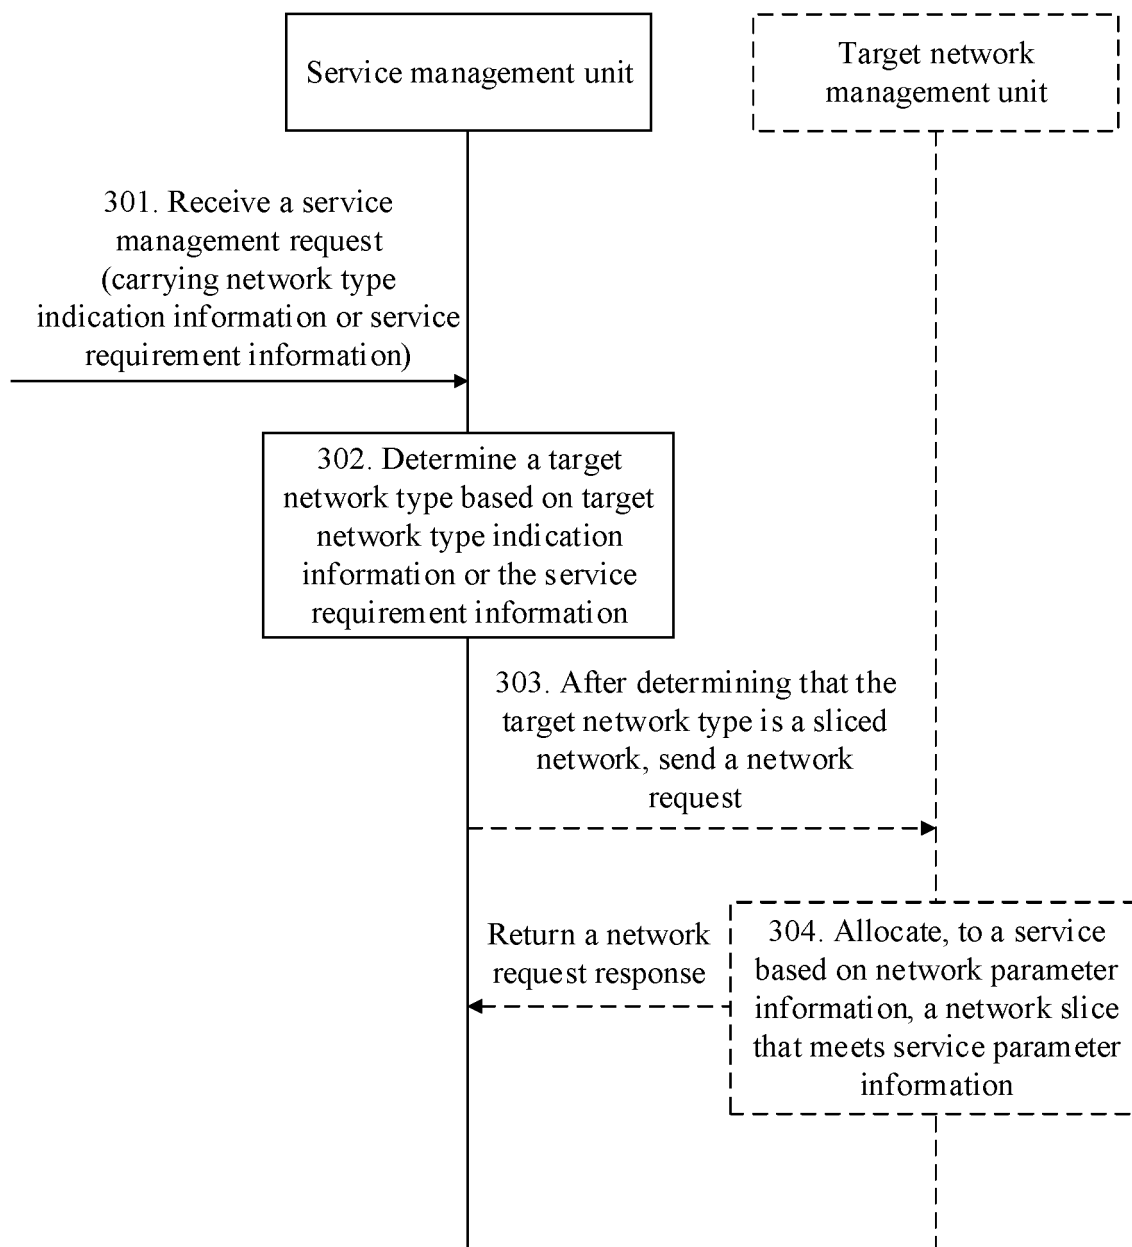 Service management unit
Target network
management unit
301. Receive a service
management request
(carrying network type
indication information or service
requirement information)
302. Determine a target
network type based on target
network type indication
information or the service
requirement information
303. After determining that the
target network type is a sliced
network, send a network
request
Return a network
request response
304. Allocate, to a service
based on network parameter
information, a network slice
that meets service parameter
information